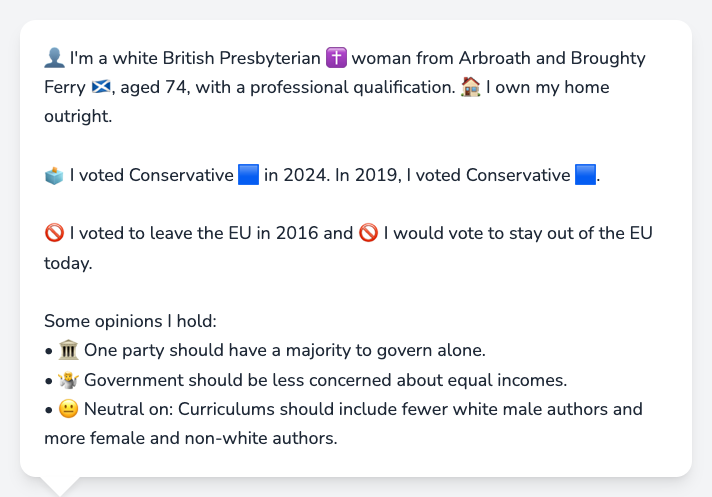 👤 I'm a white British Presbyterian ✝️ woman from Arbroath and Broughty
Ferry 🏴󠁧󠁢󠁳󠁣󠁴󠁿, aged 74, with a professional qualification. 🏠 I own my home
outright.
🗳️ I voted Conservative 🟦 in 2024. In 2019, I voted Conservative 🟦.
🚫 I voted to leave the EU in 2016 and 🚫 I would vote to stay out of the EU
today.
Some opinions I hold:
• 🏛️ One party should have a majority to govern alone.
• 🤷 Government should be less concerned about equal incomes.
• 😐 Neutral on: Curriculums should include fewer white male authors and
more female and non-white authors.